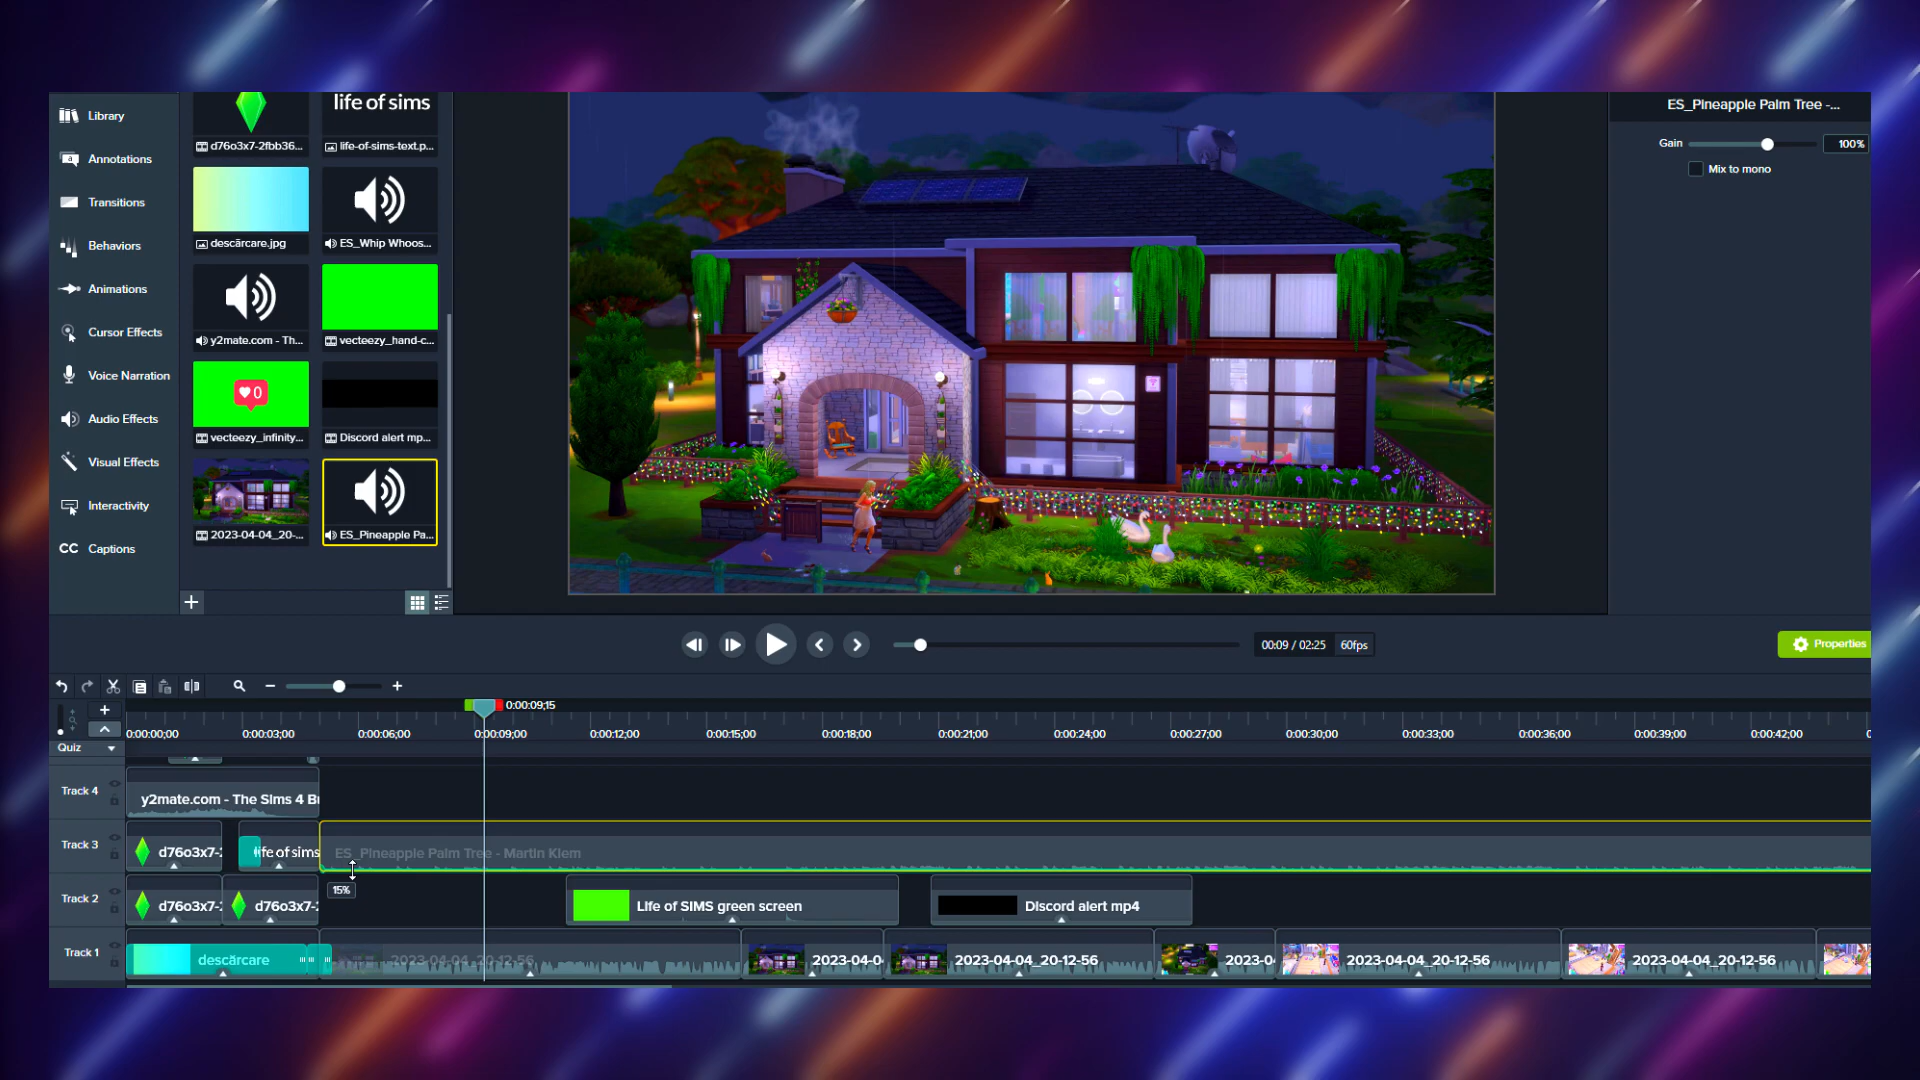 Library
Annotations
Transitions
Behaviors
Animations
Cursor Effects
Voice Narration
Audio Effects
Visual Effects
Interactivity
CC Captions
life of sims
d76o3x7-2fbb36...
life-of-sims-text.p...
descărcare.jpg
ES_Whip Whoos...
y2mate.com - Th...
vecteezy_hand-c...
0
vecteezy_infinity...
Discord alert mp...
2023-04-04_20-...
ES_Pineapple Pa...
ES_Pineapple Palm Tree -...
Gain 100%
Mix to mono
00:09 / 02:25 60fps
Properties
0:00:09;15
0:00:00;00 0:00:03;00 0:00:06;00 0:00:09;00 0:00:12;00 0:00:15;00 0:00:18;00 0:00:21;00 0:00:24;00 0:00:27;00 0:00:30;00 0:00:33;00 0:00:36;00 0:00:39;00 0:00:42;00
Quiz
Track 4
y2mate.com - The Sims 4 B
Track 3
d76o3x7-
life of sims
ES_Pineapple Palm Tree - Martin Klem
15%
Track 2
d76o3x7-
d76o3x7-
Life of SIMS green screen
Discord alert mp4
Track 1
descărcare
2023-04-04_20-12-56
2023-04-0
2023-04-04_20-12-56
2023-0
2023-04-04_20-12-56
2023-04-04_20-12-56